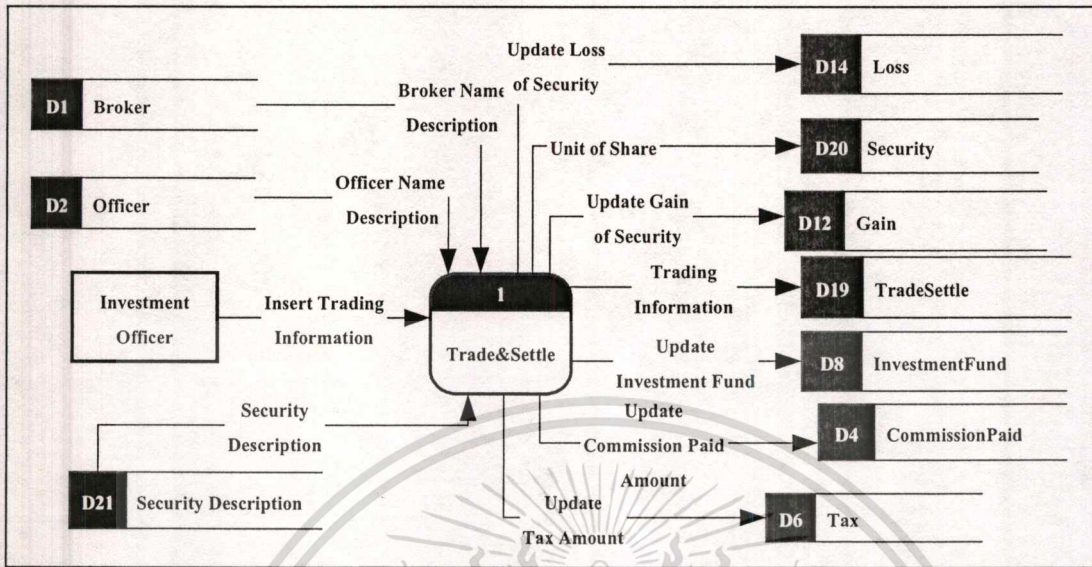 Update Loss
of Security
D14 Loss
D1 Broker
Broker Name
Description
Unit of Share
D20 Security
D2 Officer
Officer Name
Description
Update Gain
of Security
D12 Gain
Investment
Officer
Insert Trading
Information
1
Trade&Settle
Trading
Information
D19 TradeSettle
Update
Investment Fund
D8 InvestmentFund
Security
Description
D21 Security Description
Update
Commission Paid
Amount
D4 CommissionPaid
Update
Tax Amount
D6 Tax